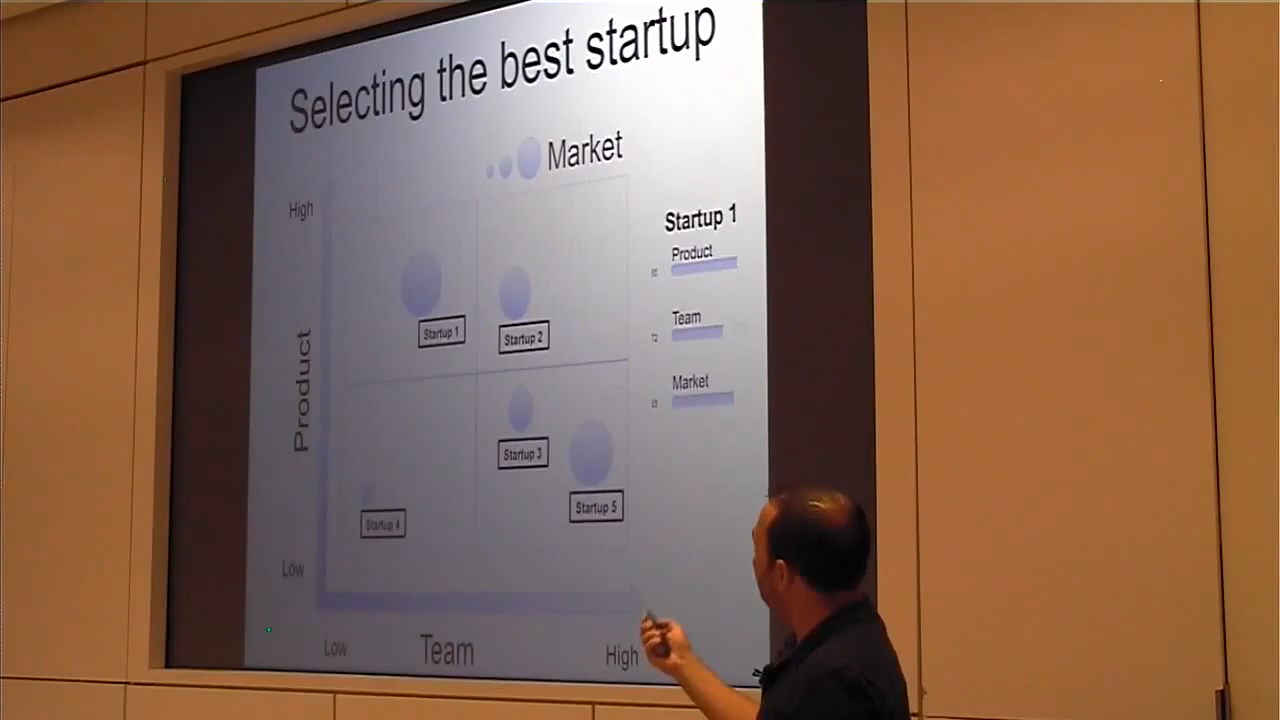 Selecting the best startup
Market
High
Product
Low
Low
Team
High
Startup 1
Startup 2
Startup 3
Startup 4
Startup 5
Startup 1
Product
Team
Market